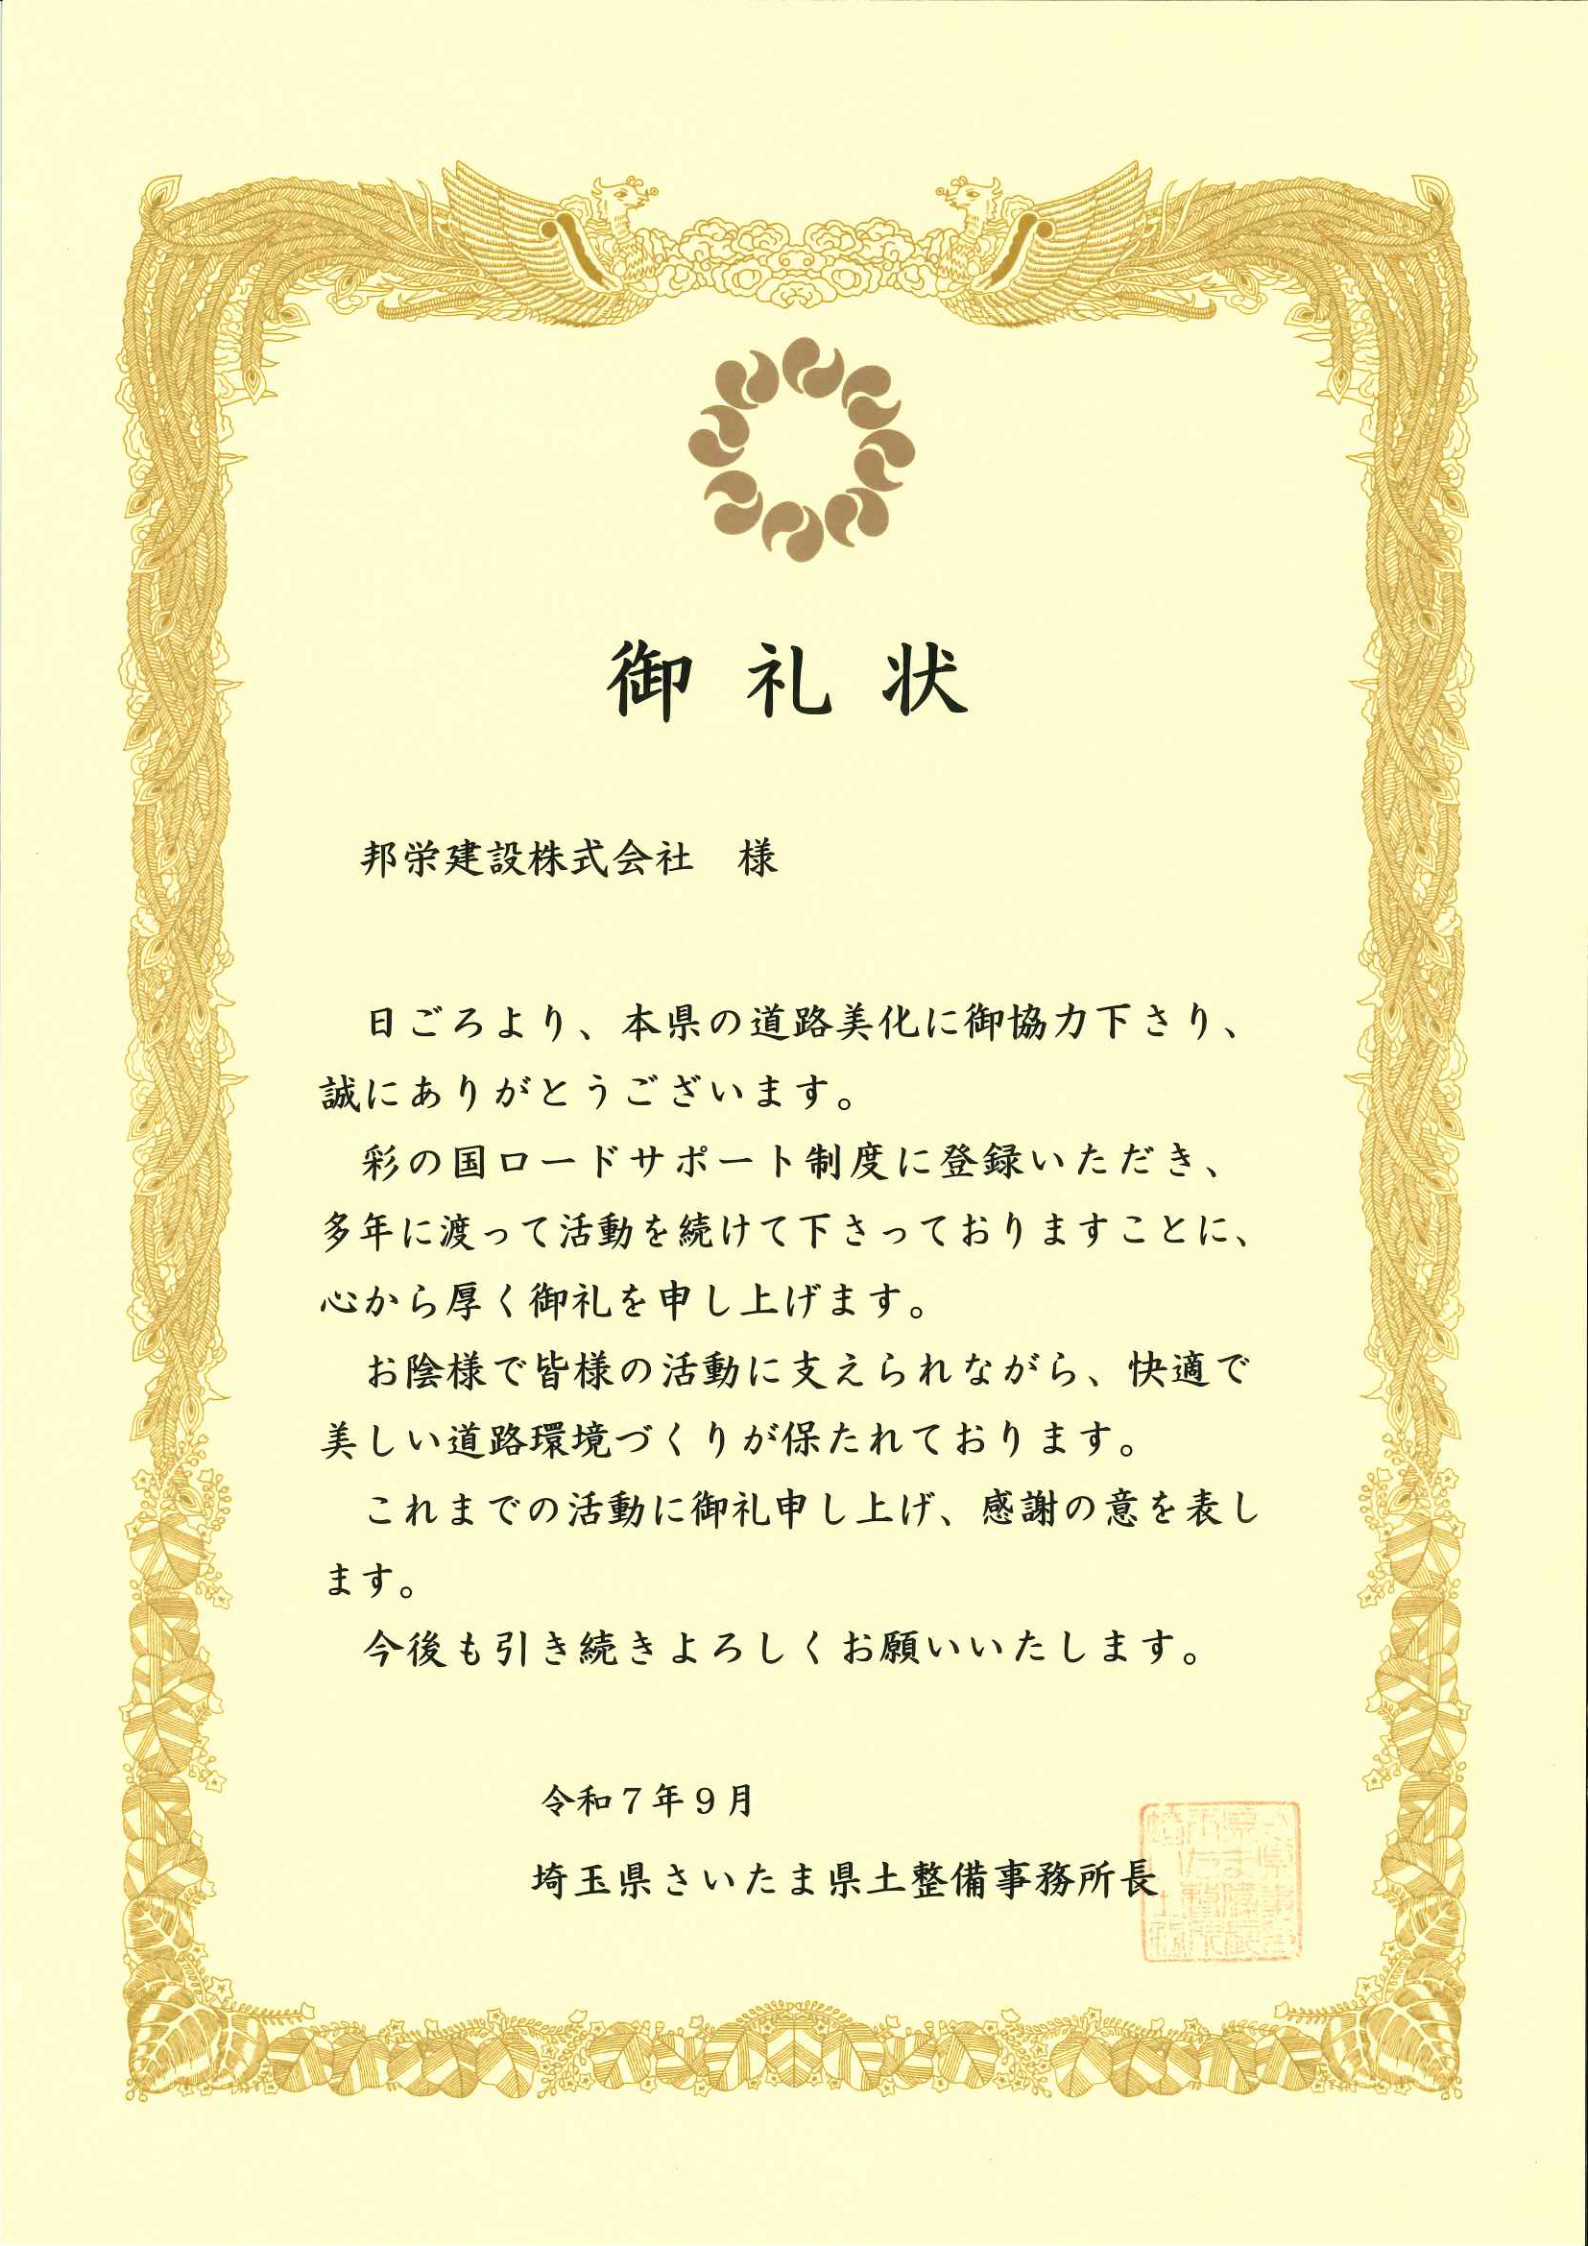 御礼状
邦栄建設株式会社　様
日ごろより、本県の道路美化に御協力下さり、
誠にありがとうございます。
彩の国ロードサポート制度に登録いただき、
多年に渡って活動を続けて下さっておりますことに、
心から厚く御礼を申し上げます。
お陰様で皆様の活動に支えられながら、快適で
美しい道路環境づくりが保たれております。
これまでの活動に御礼申し上げ、感謝の意を表し
ます。
今後も引き続きよろしくお願いいたします。
令和７年９月
埼玉県さいたま県土整備事務所長